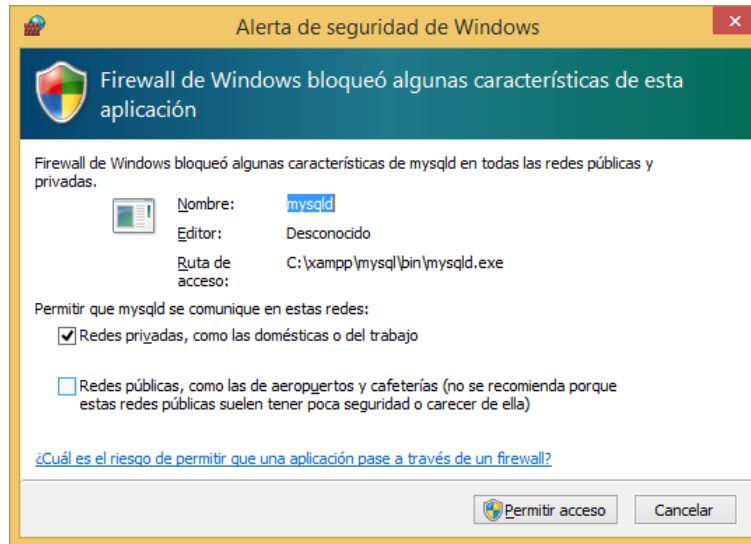 Alerta de seguridad de Windows
Firewall de Windows bloqueó algunas características de esta
aplicación
Firewall de Windows bloqueó algunas características de mysqld en todas las redes públicas y
privadas.
Nombre: mysqld
Editor: Desconocido
Ruta de acceso: C:\xampp\mysql\bin\mysqld.exe
Permitir que mysqld se comunique en estas redes:
Redes privadas, como las domésticas o del trabajo
Redes públicas, como las de aeropuertos y cafeterías (no se recomienda porque
estas redes públicas suelen tener poca seguridad o carecer de ella)
¿Cuál es el riesgo de permitir que una aplicación pase a través de un firewall?
Permitir acceso Cancelar